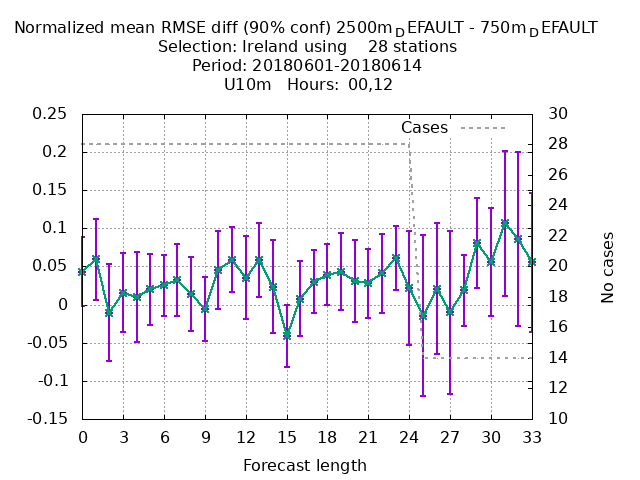 Normalized mean RMSE diff (90% conf) 2500m_DEFAULT - 750m_DEFAULT
Selection: Ireland using    28 stations
Period: 20180601-20180614
U10m   Hours:  00,12
Cases
0.25
0.2
0.15
0.1
0.05
0
-0.05
-0.1
-0.15
30
28
26
24
22
20
18
16
14
12
10
No cases
0 3 6 9 12 15 18 21 24 27 30 33
Forecast length